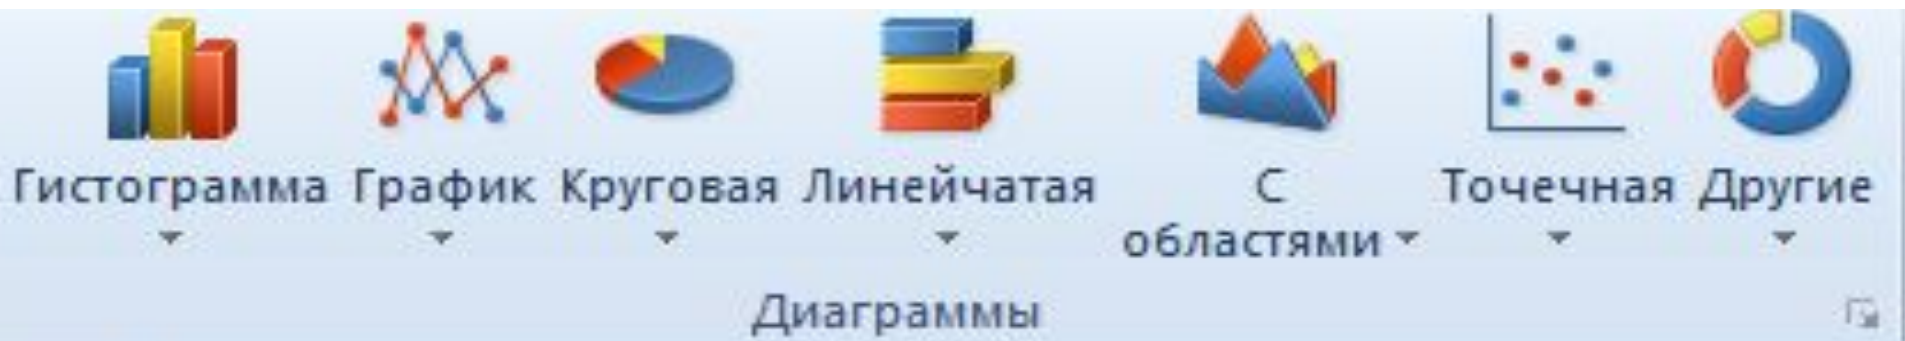 Гистограмма График Круговая Линейчатая С Точечная Другие
областями
Диаграммы